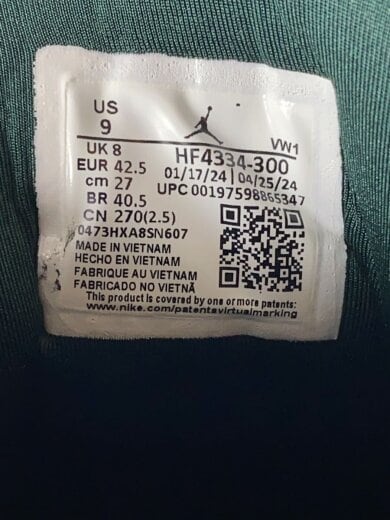 US
9
VW1
UK 8
HF4334-300
EUR 42.5
01/17/24 | 04/25/24
cm 27
UPC 00197598865347
BR 40.5
CN 270(2.5)
0473HXA8SN607
MADE IN VIETNAM
HECHO EN VIETNAM
FABRIQUE AU VIETNAM
FABRICADO NO VIETNÃ
This product is covered by one or more patents:
www.nike.com/patentsvirtualmarking